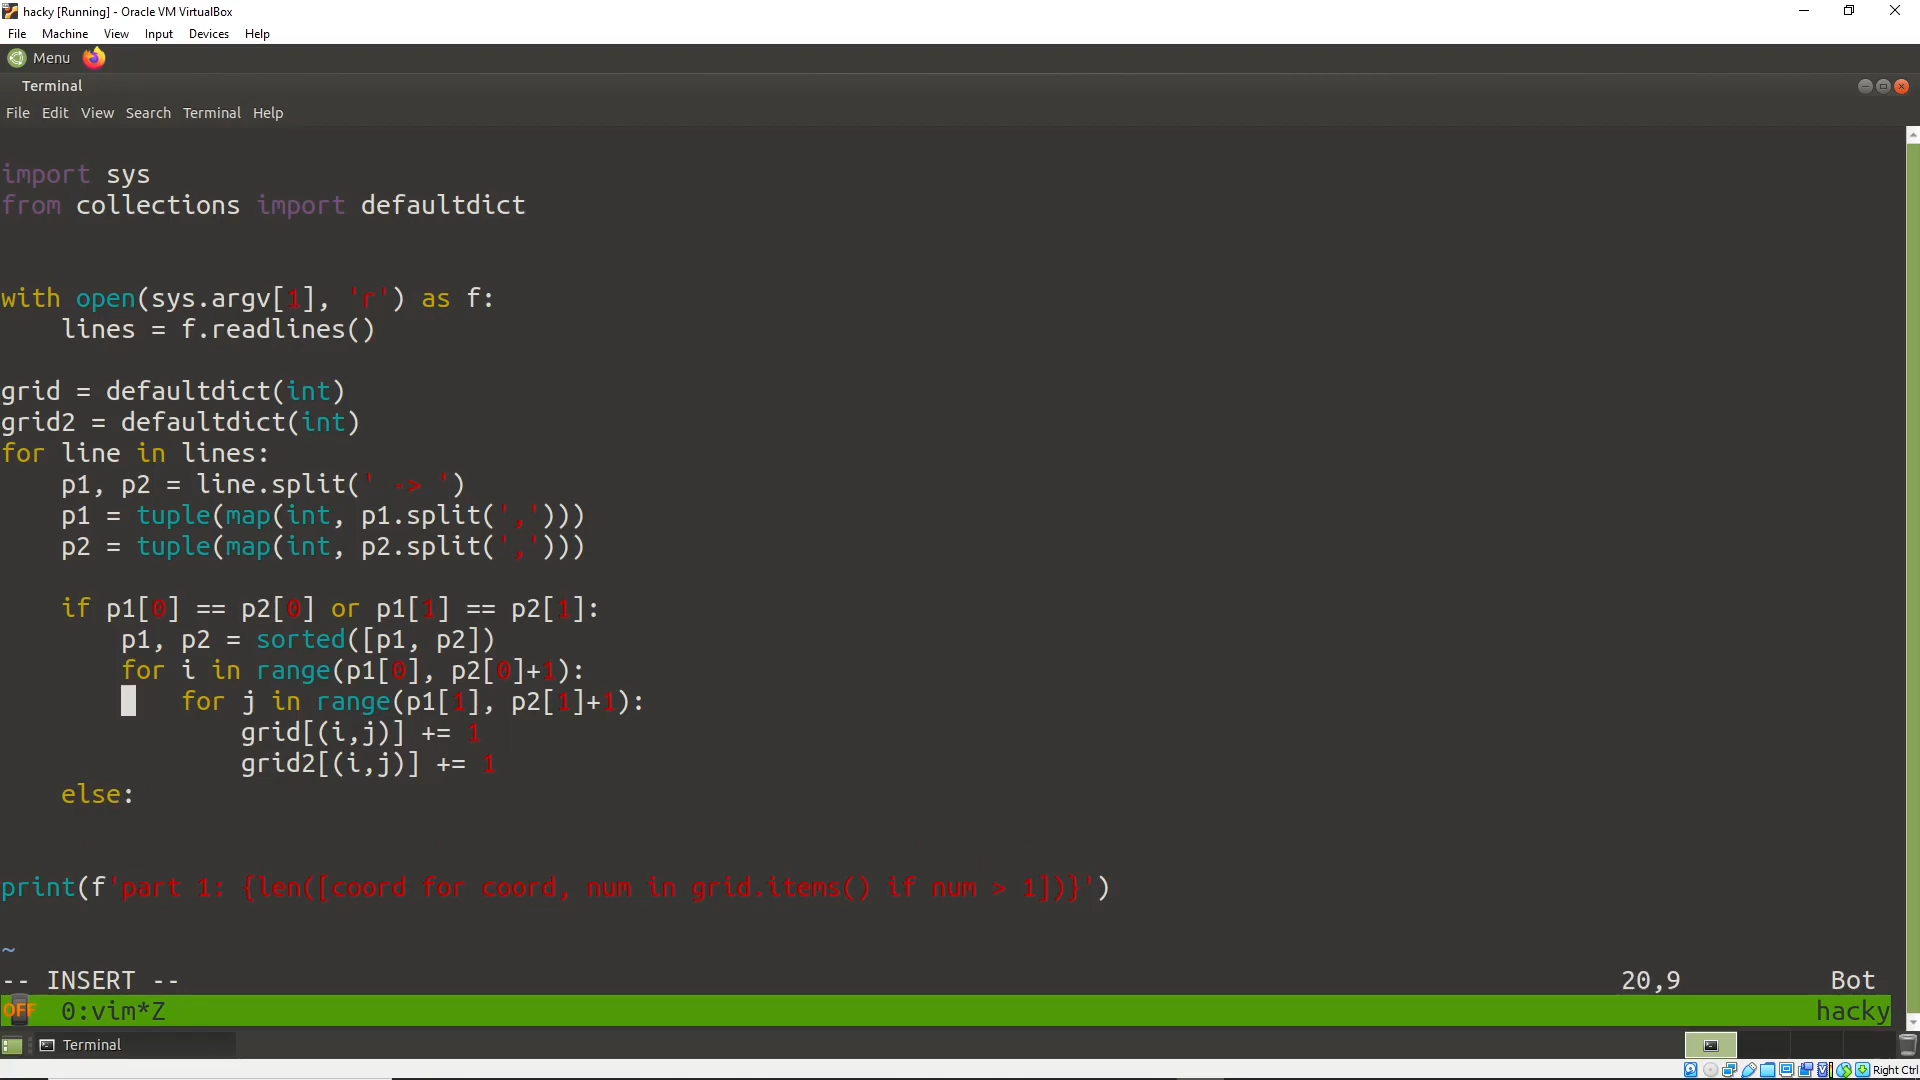 hacky [Running] - Oracle VM VirtualBox
File Machine View Input Devices Help
Menu
Terminal
File Edit View Search Terminal Help
import sys
from collections import defaultdict
with open(sys.argv[1], 'r') as f:
    lines = f.readlines()
grid = defaultdict(int)
grid2 = defaultdict(int)
for line in lines:
    p1, p2 = line.split(' -> ')
    p1 = tuple(map(int, p1.split(',')))
    p2 = tuple(map(int, p2.split(',')))
    if p1[0] == p2[0] or p1[1] == p2[1]:
        p1, p2 = sorted([p1, p2])
        for i in range(p1[0], p2[0]+1):
            for j in range(p1[1], p2[1]+1):
                grid[(i,j)] += 1
                grid2[(i,j)] += 1
    else:
print(f'part 1: {len([coord for coord, num in grid.items() if num > 1])}')
~
-- INSERT -- 20,9 Bot
OFF 0:vim*Z hacky
Terminal
Right Ctrl